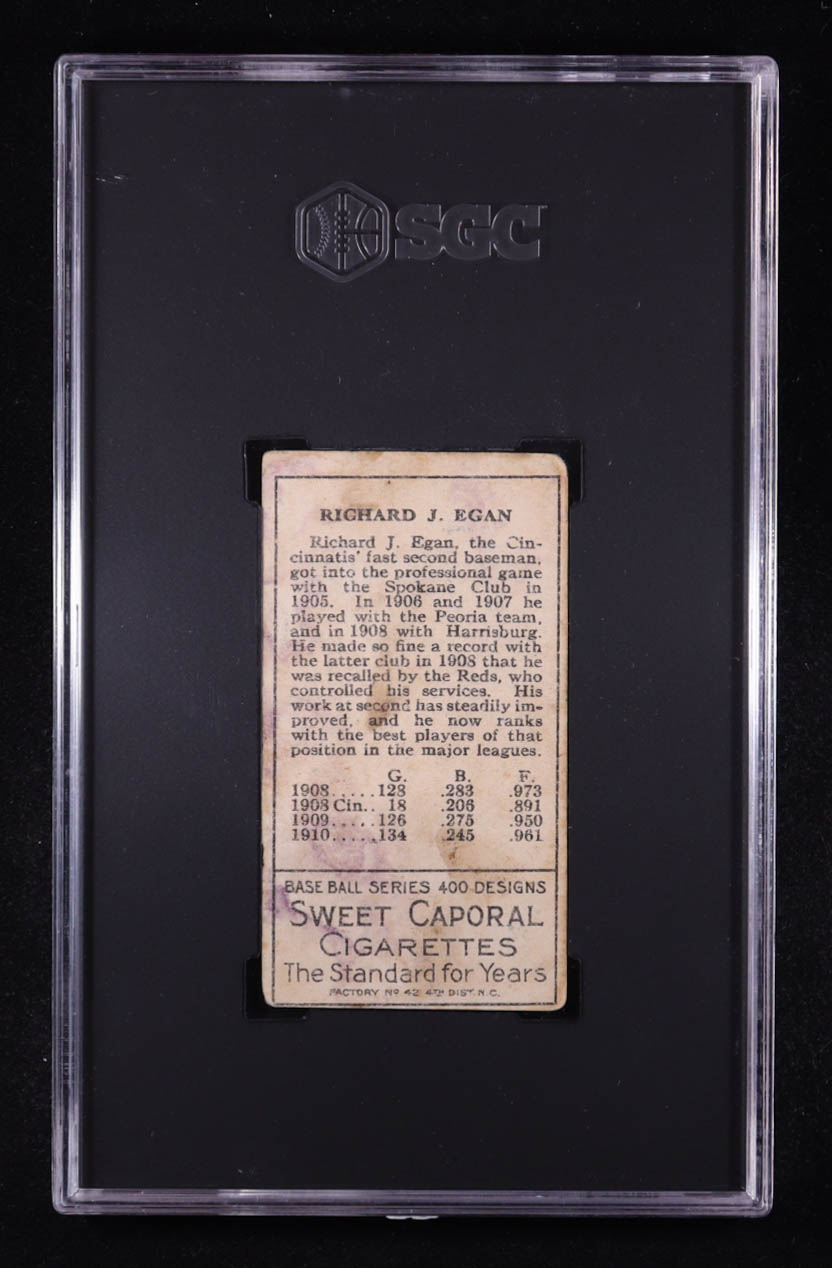 SGC
RICHARD J. EGAN
Richard J. Egan, the Cin-
cinnatis' fast second baseman,
got into the professional game
with the Spokane Club in
1905. In 1906 and 1907 he
played with the Peoria team,
and in 1908 with Harrisburg.
He made so fine a record with
the latter club in 1908 that he
was recalled by the Reds, who
controlled his services. His
work at second has steadily im-
proved, and he now ranks
with the best players of that
position in the major leagues.
G. B. F.
1908.....128 .283 .973
1908 Cin.. 18 .206 .891
1909.....126 .275 .950
1910.....134 .245 .961
BASE BALL SERIES 400 DESIGNS
SWEET CAPORAL
CIGARETTES
The Standard for Years
FACTORY Nº 42 4TH DIST. N.C.